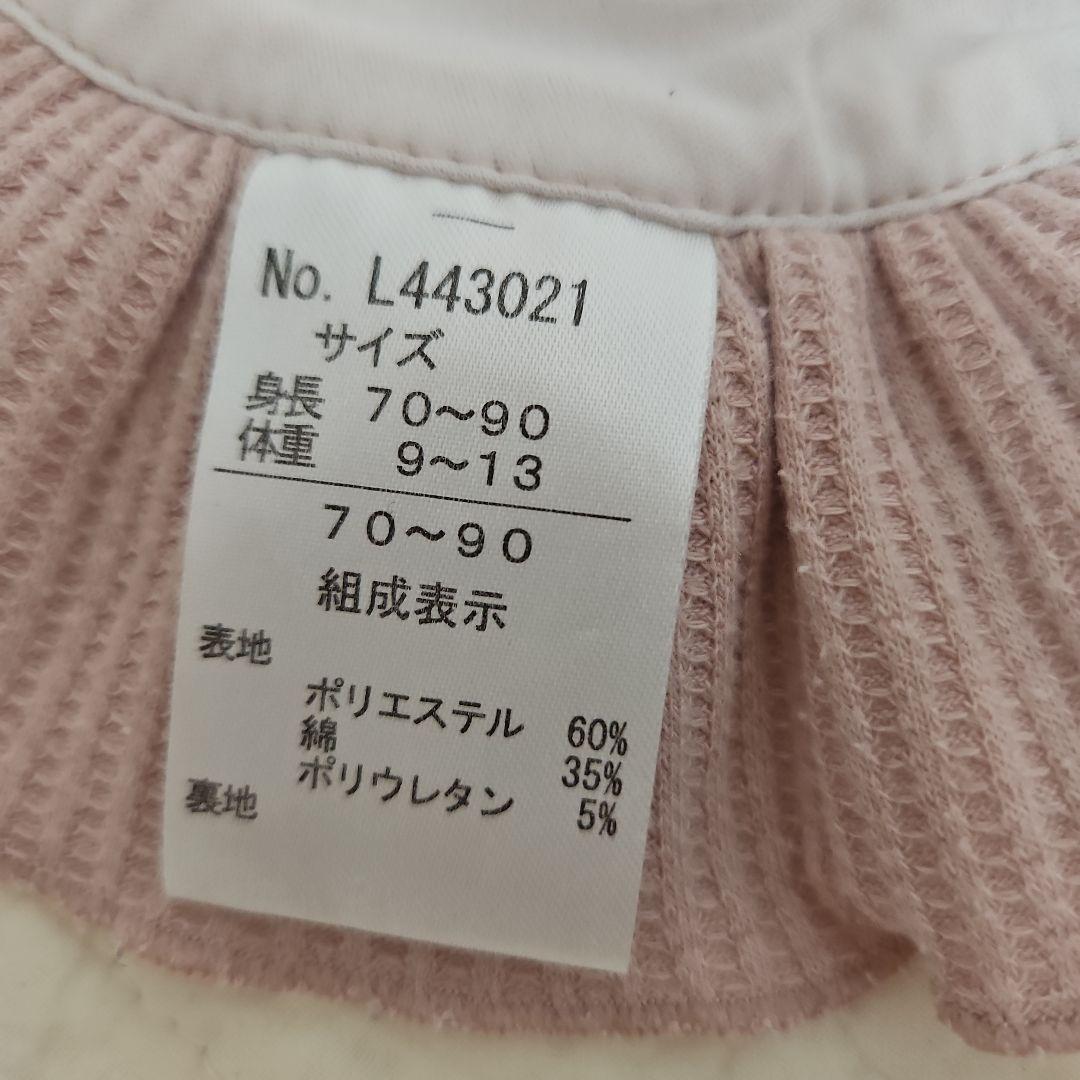 No. L443021
サイズ
身長 70〜90
体重 9〜13
70〜90
組成表示
表地
ポリエステル 60%
綿 35%
ポリウレタン 5%
裏地